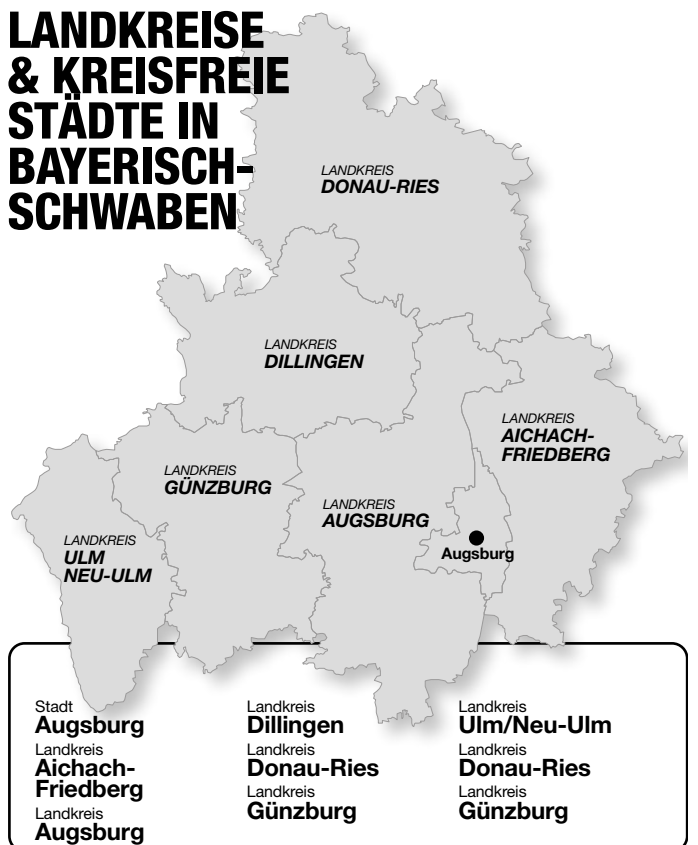 LANDKREISE
& KREISFREIE
STÄDTE IN
BAYERISCH-
SCHWABEN
LANDKREIS
DONAU-RIES
LANDKREIS
DILLINGEN
LANDKREIS
AICHACH-
FRIEDBERG
LANDKREIS
GÜNZBURG
LANDKREIS
AUGSBURG
LANDKREIS
ULM
NEU-ULM
Augsburg
Stadt
Augsburg
Landkreis
Aichach-
Friedberg
Landkreis
Augsburg
Landkreis
Dillingen
Landkreis
Donau-Ries
Landkreis
Günzburg
Landkreis
Ulm/Neu-Ulm
Landkreis
Donau-Ries
Landkreis
Günzburg